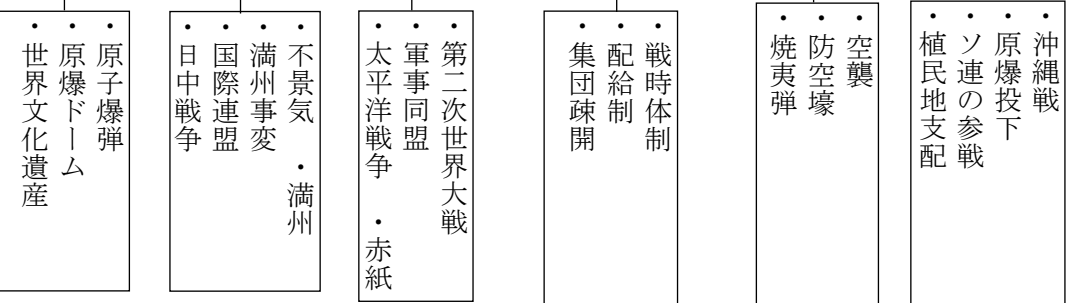 ・沖縄戦
・原爆投下
・ソ連の参戦
・植民地支配
・空襲
・防空壕
・焼夷弾
・戦時体制
・配給制
・集団疎開
・第二次世界大戦
・軍事同盟
・太平洋戦争　・赤紙
・不景気　・満州
・満州事変
・国際連盟
・日中戦争
・原子爆弾
・原爆ドーム
・世界文化遺産